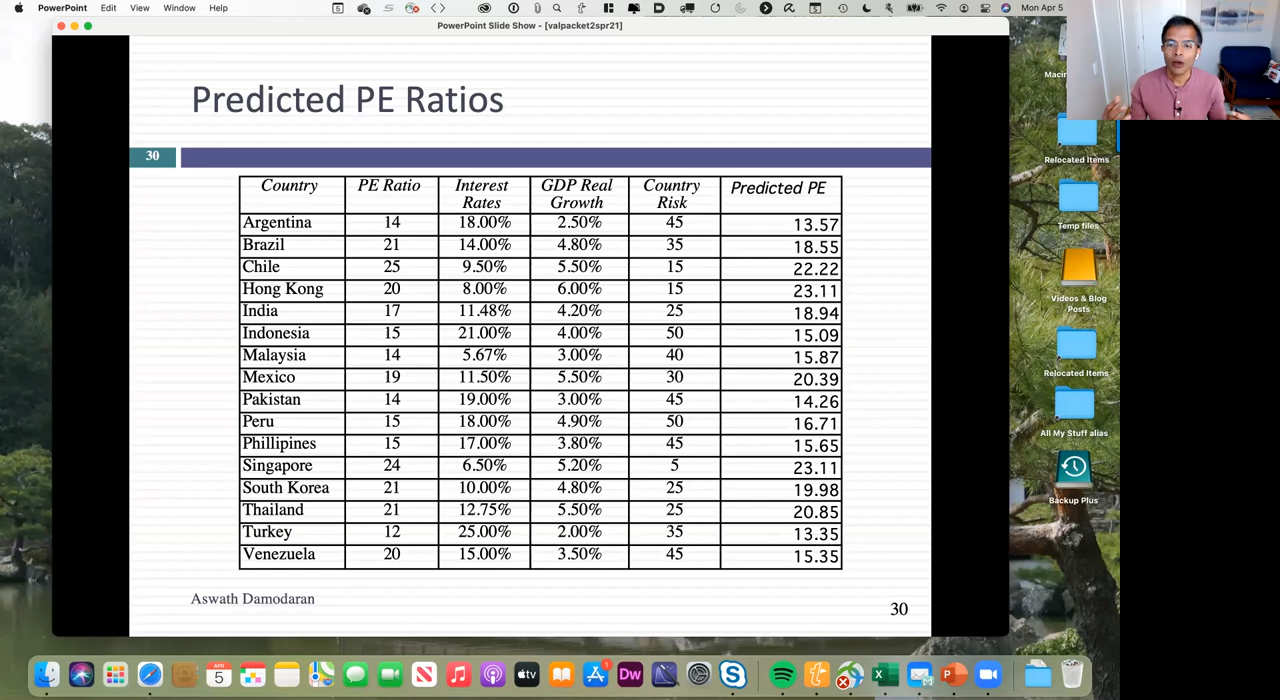 PowerPoint Edit View Window Help Mon Apr 5
PowerPoint Slide Show - [valpacket2spr21]
Predicted PE Ratios
30
Country PE Ratio Interest Rates GDP Real Growth Country Risk Predicted PE
Argentina 14 18.00% 2.50% 45 13.57
Brazil 21 14.00% 4.80% 35 18.55
Chile 25 9.50% 5.50% 15 22.22
Hong Kong 20 8.00% 6.00% 15 23.11
India 17 11.48% 4.20% 25 18.94
Indonesia 15 21.00% 4.00% 50 15.09
Malaysia 14 5.67% 3.00% 40 15.87
Mexico 19 11.50% 5.50% 30 20.39
Pakistan 14 19.00% 3.00% 45 14.26
Peru 15 18.00% 4.90% 50 16.71
Phillipines 15 17.00% 3.80% 45 15.65
Singapore 24 6.50% 5.20% 5 23.11
South Korea 21 10.00% 4.80% 25 19.98
Thailand 21 12.75% 5.50% 25 20.85
Turkey 12 25.00% 2.00% 35 13.35
Venezuela 20 15.00% 3.50% 45 15.35
Aswath Damodaran
30
Relocated Items
Temp files
Videos & Blog
Posts
Relocated Items
All My Stuff alias
Backup Plus
APR
5
tv
1
Dw